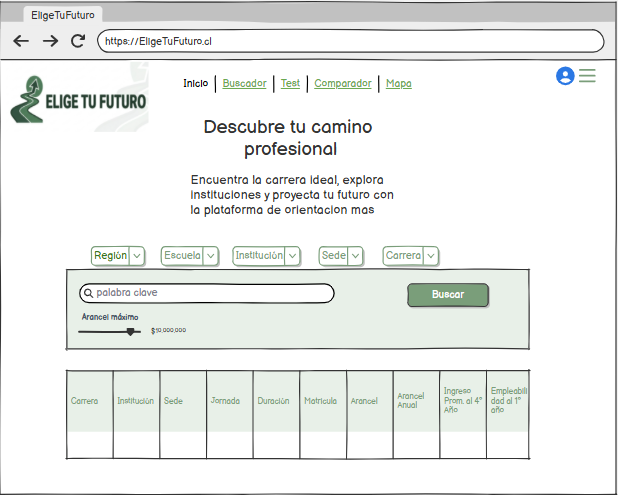 EligeTuFuturo
https://EligeTuFuturo.cl
ELIGE TU FUTURO
Inicio Buscador Test Comparador Mapa
Descubre tu camino
profesional
Encuentra la carrera ideal, explora
instituciones y proyecta tu futuro con
la plataforma de orientacion mas
Región Escuela Institución Sede Carrera
palabra clave
Buscar
Arancel máximo
$10.000.000
Carrera Institución Sede Jornada Duración Matricula Arancel Arancel Anual Ingreso Prom. al 4° Año Empleabili dad al 1° año